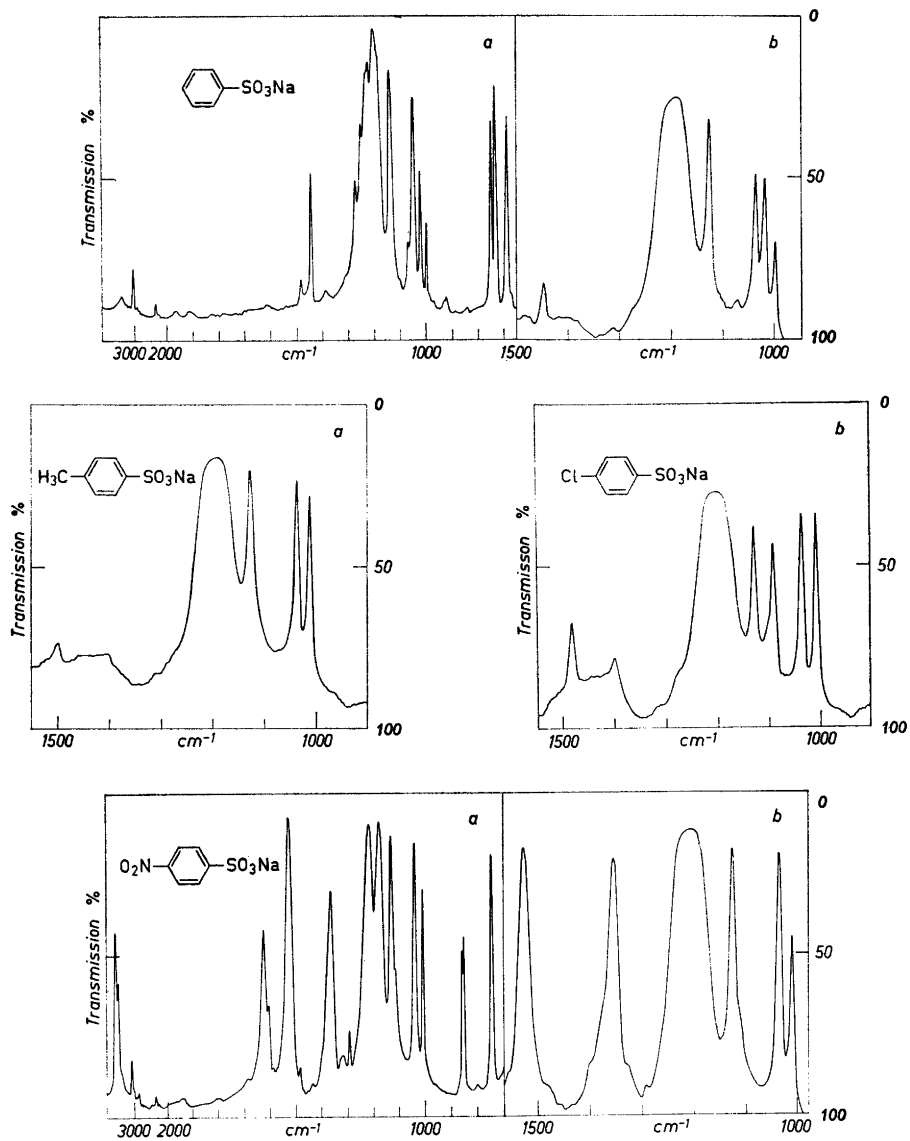 a
b
0
SO₃Na
Transmission %
50
100
3000 2000 cm⁻¹ 1000 1500 cm⁻¹ 1000
a
0
H₃C SO₃Na
Transmission %
50
100
1500 cm⁻¹ 1000
b
0
Cl SO₃Na
Transmisson %
50
100
1500 cm⁻¹ 1000
a
b
0
O₂N SO₃Na
Transmission %
50
100
3000 2000 cm⁻¹ 1000 1500 cm⁻¹ 1000